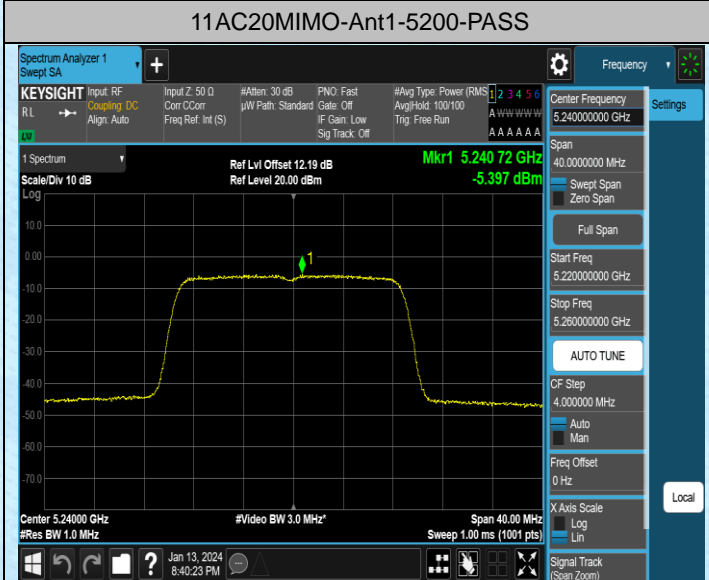 11AC20MIMO-Ant1-5200-PASS
Spectrum Analyzer 1
Swept SA
+
Frequency
KEYSIGHT
RL
LXI
Input: RF
Coupling: DC
Align: Auto
Input Z: 50 Ω
Corr CCorr
Freq Ref: Int (S)
#Atten: 30 dB
µW Path: Standard
PNO: Fast
Gate: Off
IF Gain: Low
Sig Track: Off
#Avg Type: Power (RMS
Avg|Hold: 100/100
Trig: Free Run
1 2 3 4 5 6
A W W W W W
A A A A A A
Center Frequency
5.240000000 GHz
Settings
1 Spectrum
Scale/Div 10 dB
Log
Ref Lvl Offset 12.19 dB
Ref Level 20.00 dBm
Mkr1 5.240 72 GHz
-5.397 dBm
Span
40.0000000 MHz
Swept Span
Zero Span
Full Span
Start Freq
5.220000000 GHz
Stop Freq
5.260000000 GHz
AUTO TUNE
CF Step
4.000000 MHz
Auto
Man
Freq Offset
0 Hz
X Axis Scale
Log
Lin
Signal Track
(Span Zoom)
Local
10.0
0.00
-10.0
-20.0
-30.0
-40.0
-50.0
-60.0
-70.0
1
Center 5.24000 GHz
#Res BW 1.0 MHz
#Video BW 3.0 MHz*
Span 40.00 MHz
Sweep 1.00 ms (1001 pts)
?
Jan 13, 2024
8:40:23 PM